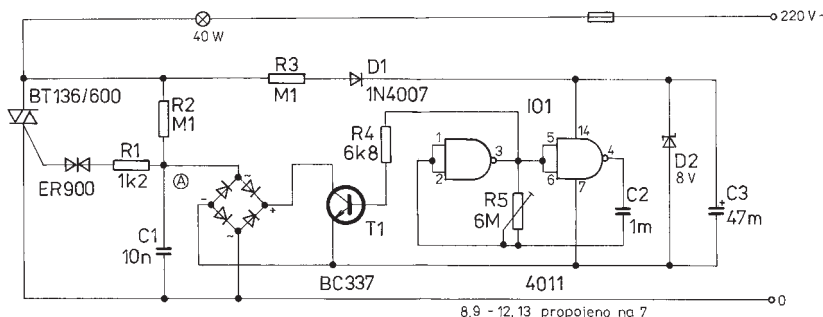 220 V~
40 W
R3
M1
D1
1N4007
BT136/600
R2
M1
R4
6k8
IO1
1
2
3
5
6
14
4
7
R1
1k2
ER900
A
D2
8 V
R5
6M
C2
1m
C3
+
47m
~
-
+
~
T1
C1
10n
BC337
4011
0
8,9 - 12,13 propojeno na 7